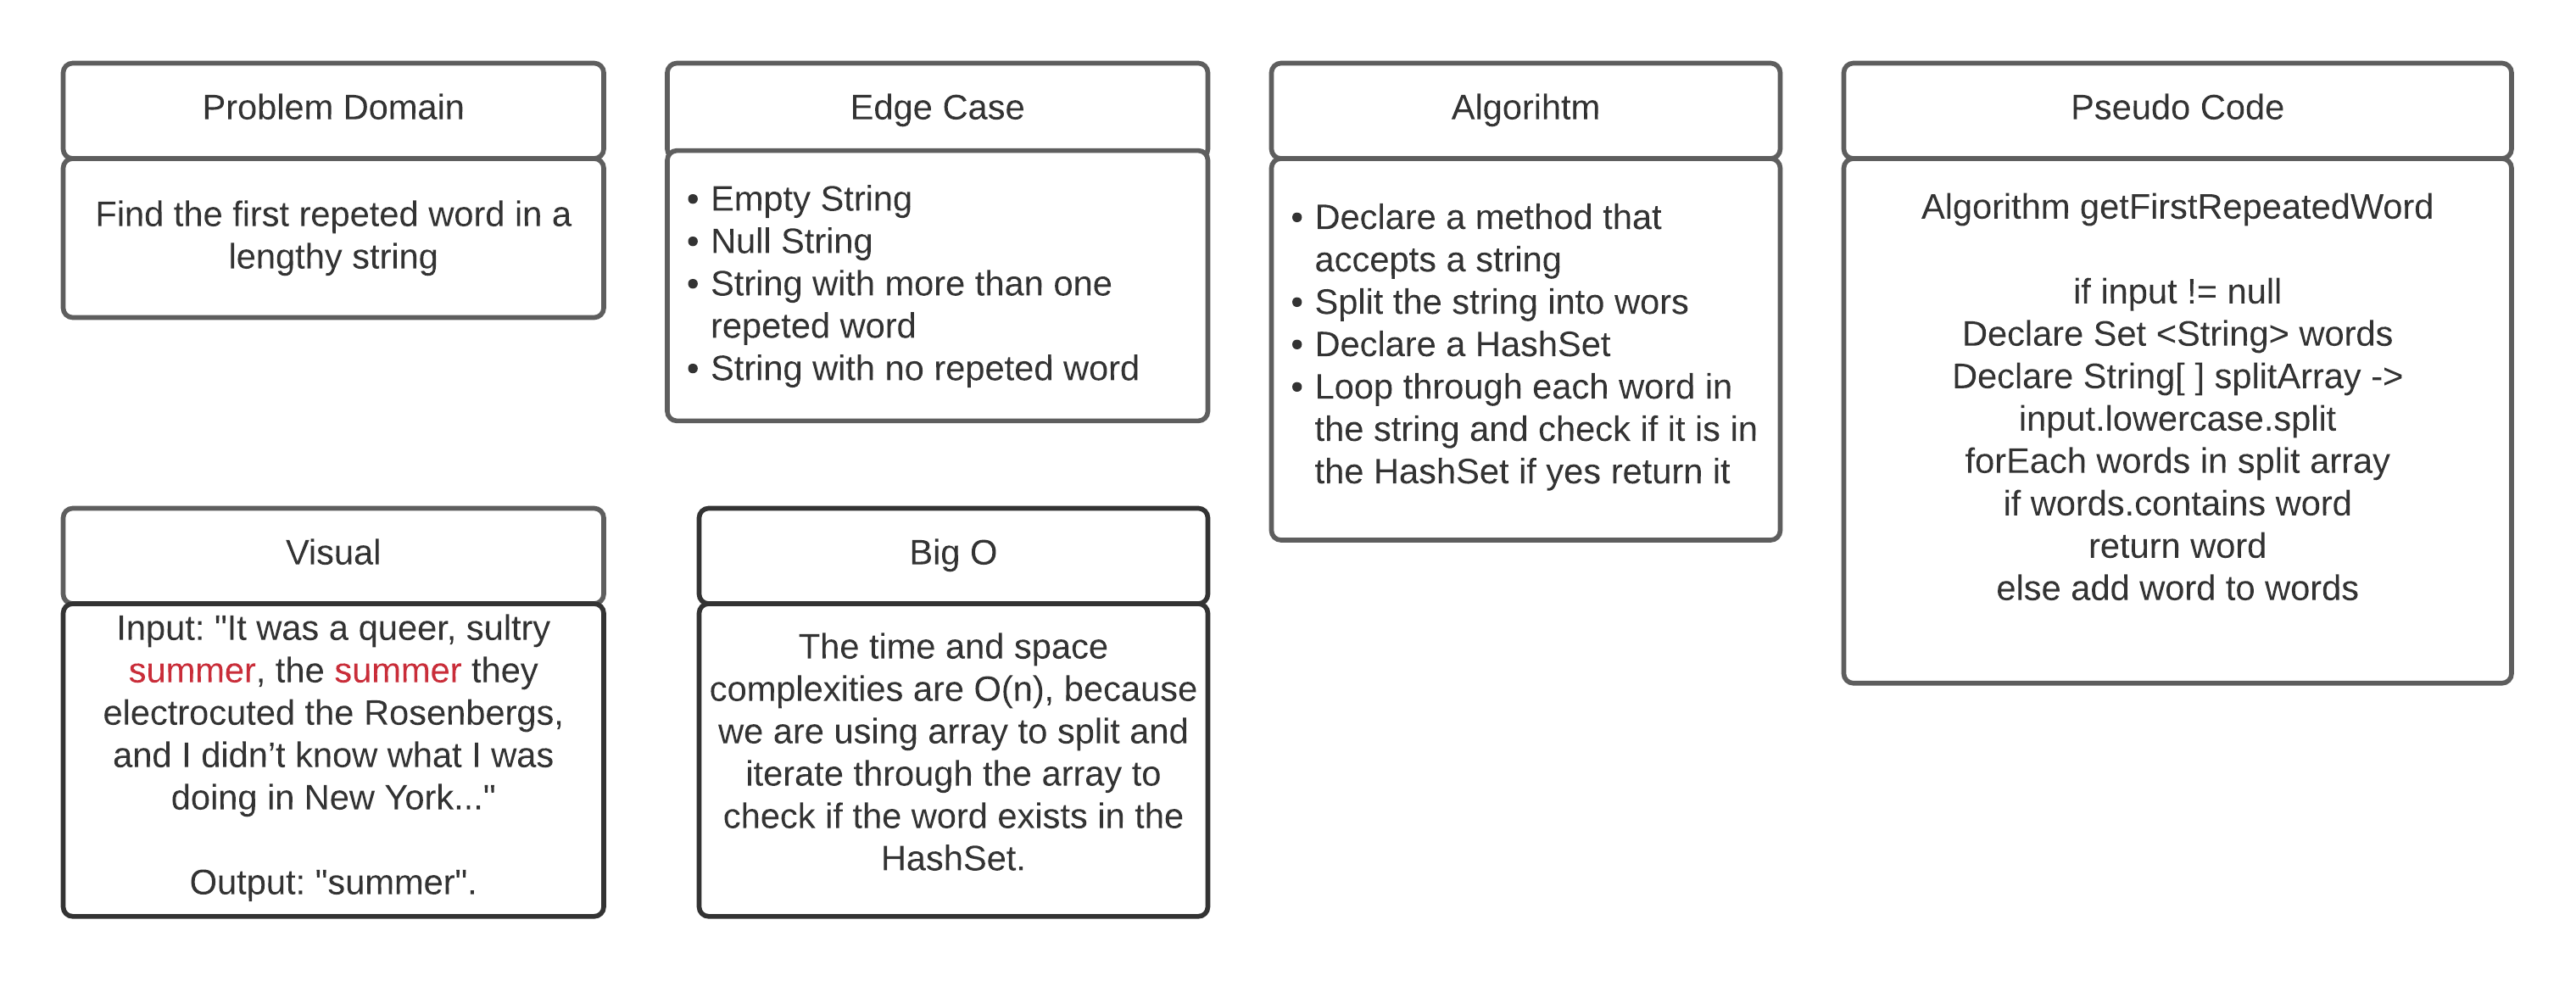 Problem Domain
Find the first repeted word in a
lengthy string
Edge Case
• Empty String
• Null String
• String with more than one
repeted word
• String with no repeted word
Algorihtm
• Declare a method that
accepts a string
• Split the string into wors
• Declare a HashSet
• Loop through each word in
the string and check if it is in
the HashSet if yes return it
Pseudo Code
Algorithm getFirstRepeatedWord
if input != null
Declare Set <String> words
Declare String[ ] splitArray ->
input.lowercase.split
forEach words in split array
if words.contains word
return word
else add word to words
Visual
Input: "It was a queer, sultry
summer, the summer they
electrocuted the Rosenbergs,
and I didn’t know what I was
doing in New York..."
Output: "summer".
Big O
The time and space
complexities are O(n), because
we are using array to split and
iterate through the array to
check if the word exists in the
HashSet.